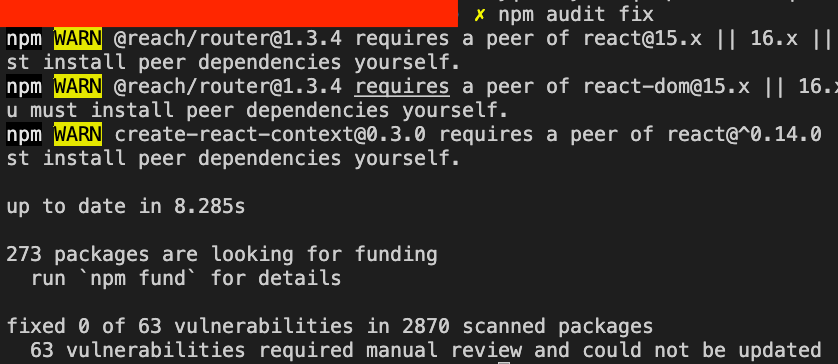 ✗ npm audit fix
npm WARN @reach/router@1.3.4 requires a peer of react@15.x || 16.x ||
st install peer dependencies yourself.
npm WARN @reach/router@1.3.4 requires a peer of react-dom@15.x || 16.x
u must install peer dependencies yourself.
npm WARN create-react-context@0.3.0 requires a peer of react@^0.14.0
st install peer dependencies yourself.
up to date in 8.285s
273 packages are looking for funding
run `npm fund` for details
fixed 0 of 63 vulnerabilities in 2870 scanned packages
63 vulnerabilities required manual review and could not be updated